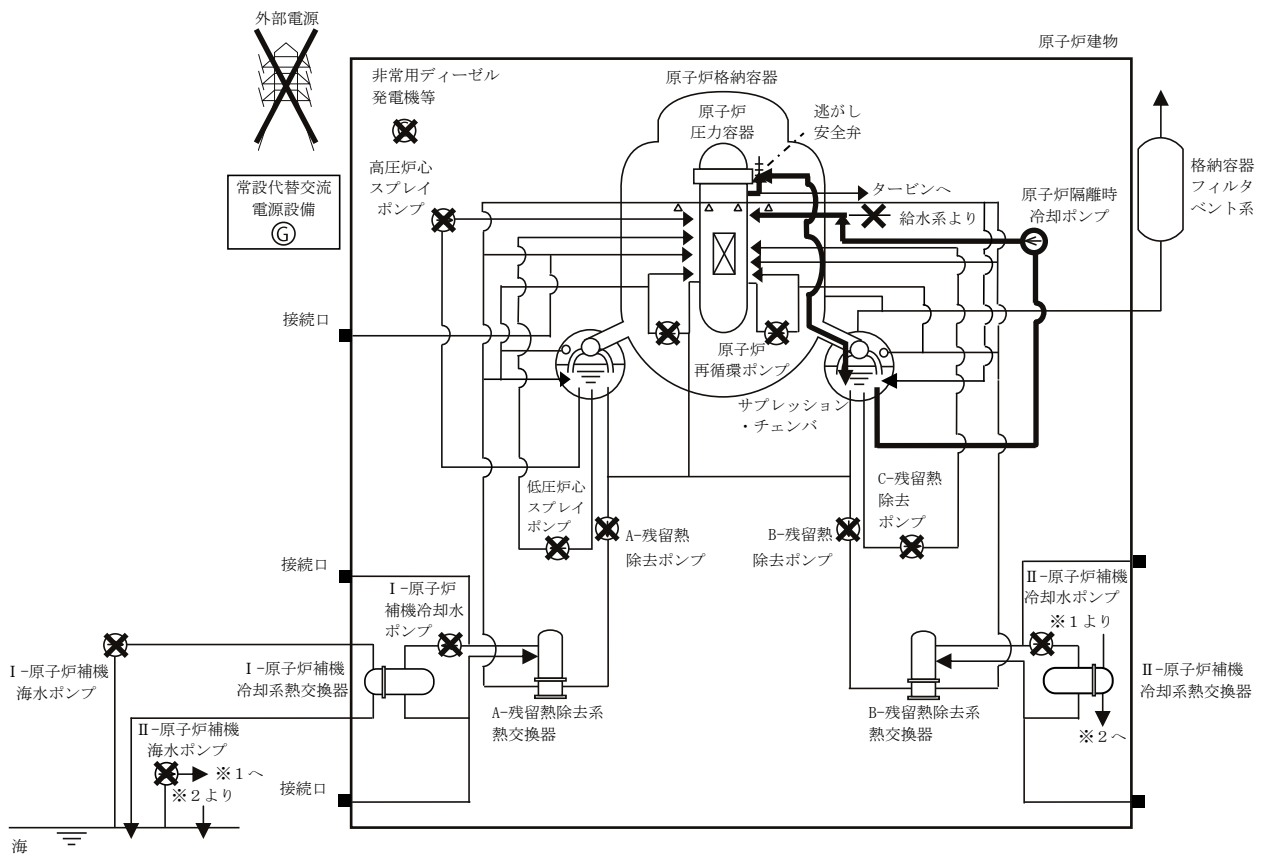 外部電源
原子炉建物
非常用ディーゼル
発電機等
原子炉格納容器
原子炉
圧力容器
逃がし
安全弁
高圧炉心
スプレイ
ポンプ
常設代替交流
電源設備
G
タービンへ
給水系より
原子炉隔離時
冷却ポンプ
格納容器
フィルタ
ベント系
接続口
原子炉
再循環ポンプ
サプレッション
・チェンバ
低圧炉心
スプレイ
ポンプ
A-残留熱
除去ポンプ
B-残留熱
除去ポンプ
C-残留熱
除去
ポンプ
接続口
Ⅰ-原子炉
補機冷却水
ポンプ
Ⅱ-原子炉補機
冷却水ポンプ
※1より
Ⅰ-原子炉補機
海水ポンプ
Ⅰ-原子炉補機
冷却系熱交換器
Ⅱ-原子炉補機
冷却系熱交換器
A-残留熱除去系
熱交換器
B-残留熱除去系
熱交換器
※2へ
Ⅱ-原子炉補機
海水ポンプ
※1へ
※2より
接続口
海